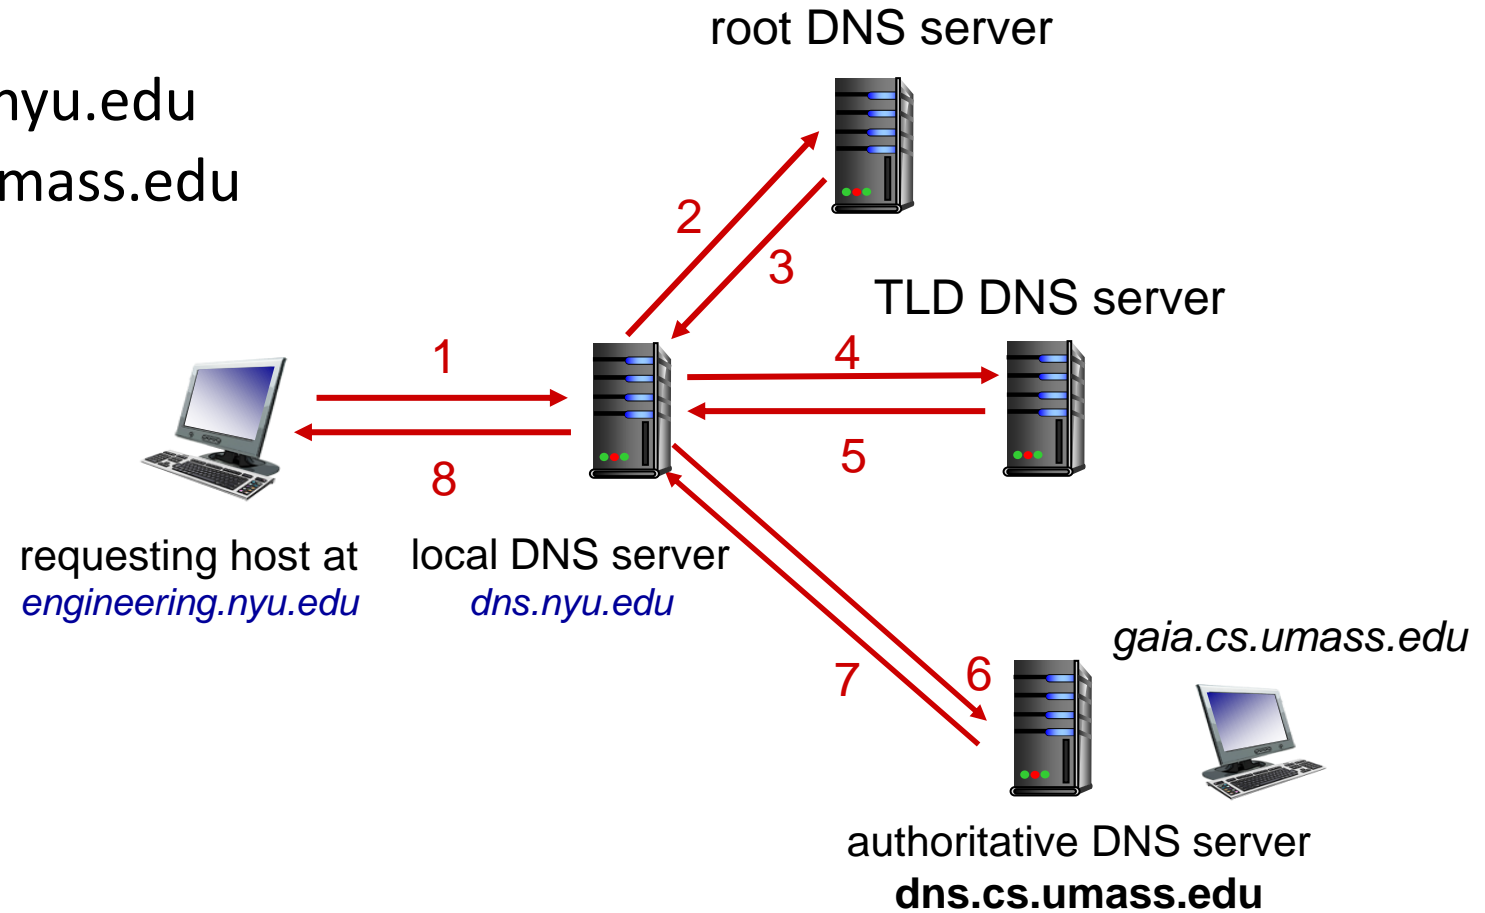 root DNS server
nyu.edu
mass.edu
2
3
TLD DNS server
1
4
8
5
requesting host at
engineering.nyu.edu
local DNS server
dns.nyu.edu
gaia.cs.umass.edu
7
6
authoritative DNS server
dns.cs.umass.edu